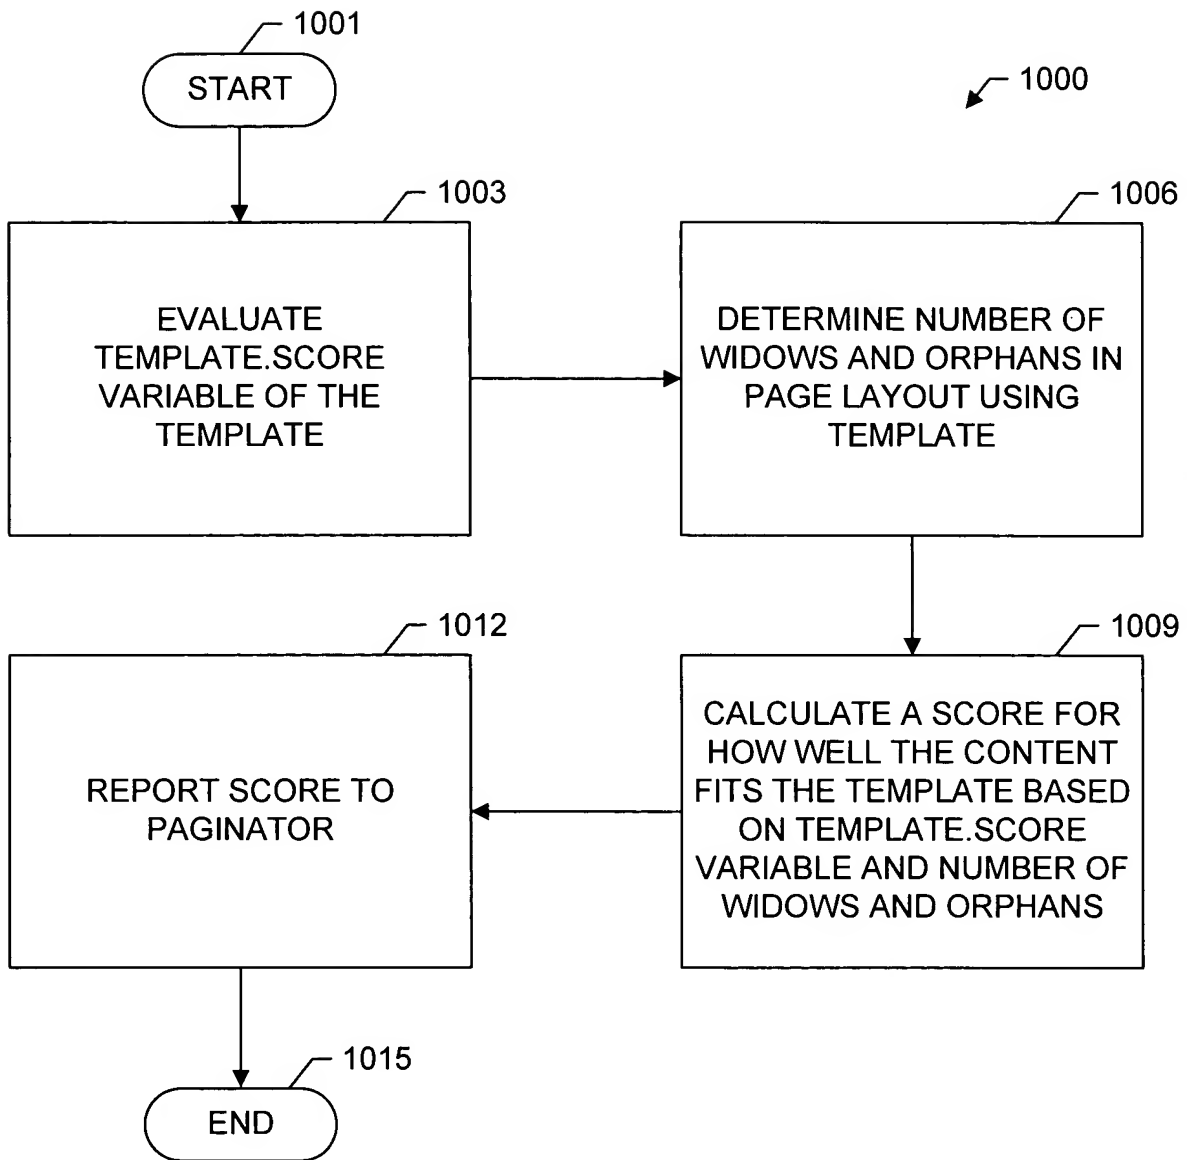 1001
START
1000
1003
EVALUATE
TEMPLATE.SCORE
VARIABLE OF THE
TEMPLATE
1006
DETERMINE NUMBER OF
WIDOWS AND ORPHANS IN
PAGE LAYOUT USING
TEMPLATE
1009
CALCULATE A SCORE FOR
HOW WELL THE CONTENT
FITS THE TEMPLATE BASED
ON TEMPLATE.SCORE
VARIABLE AND NUMBER OF
WIDOWS AND ORPHANS
1012
REPORT SCORE TO
PAGINATOR
1015
END